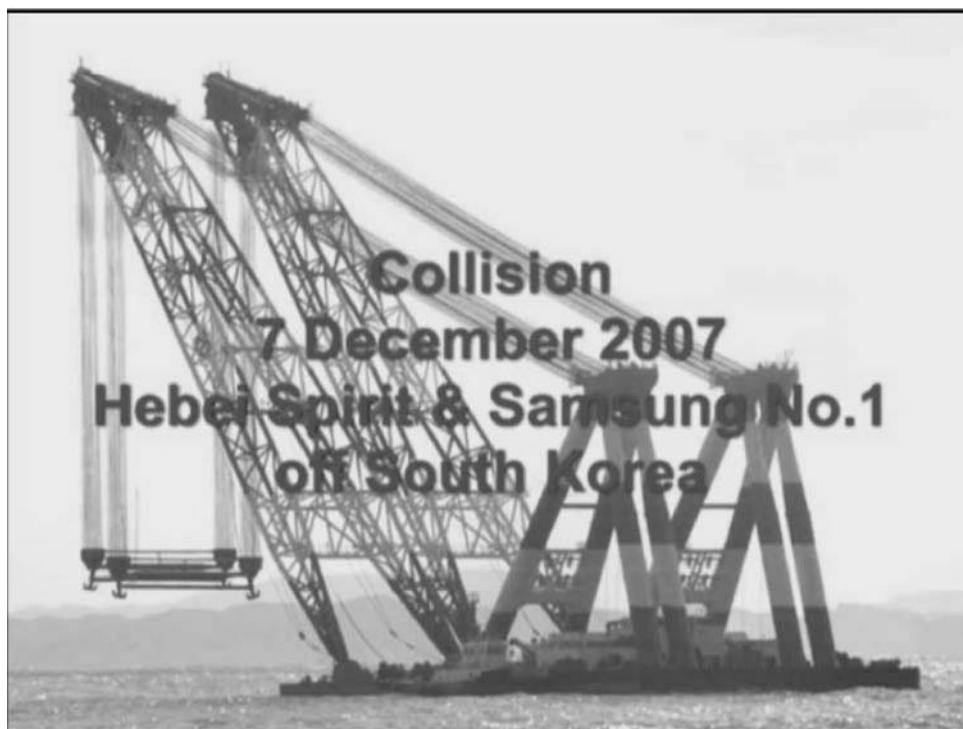 Collision
7 December 2007
Hebei Spirit & Samsung No.1
off South Korea